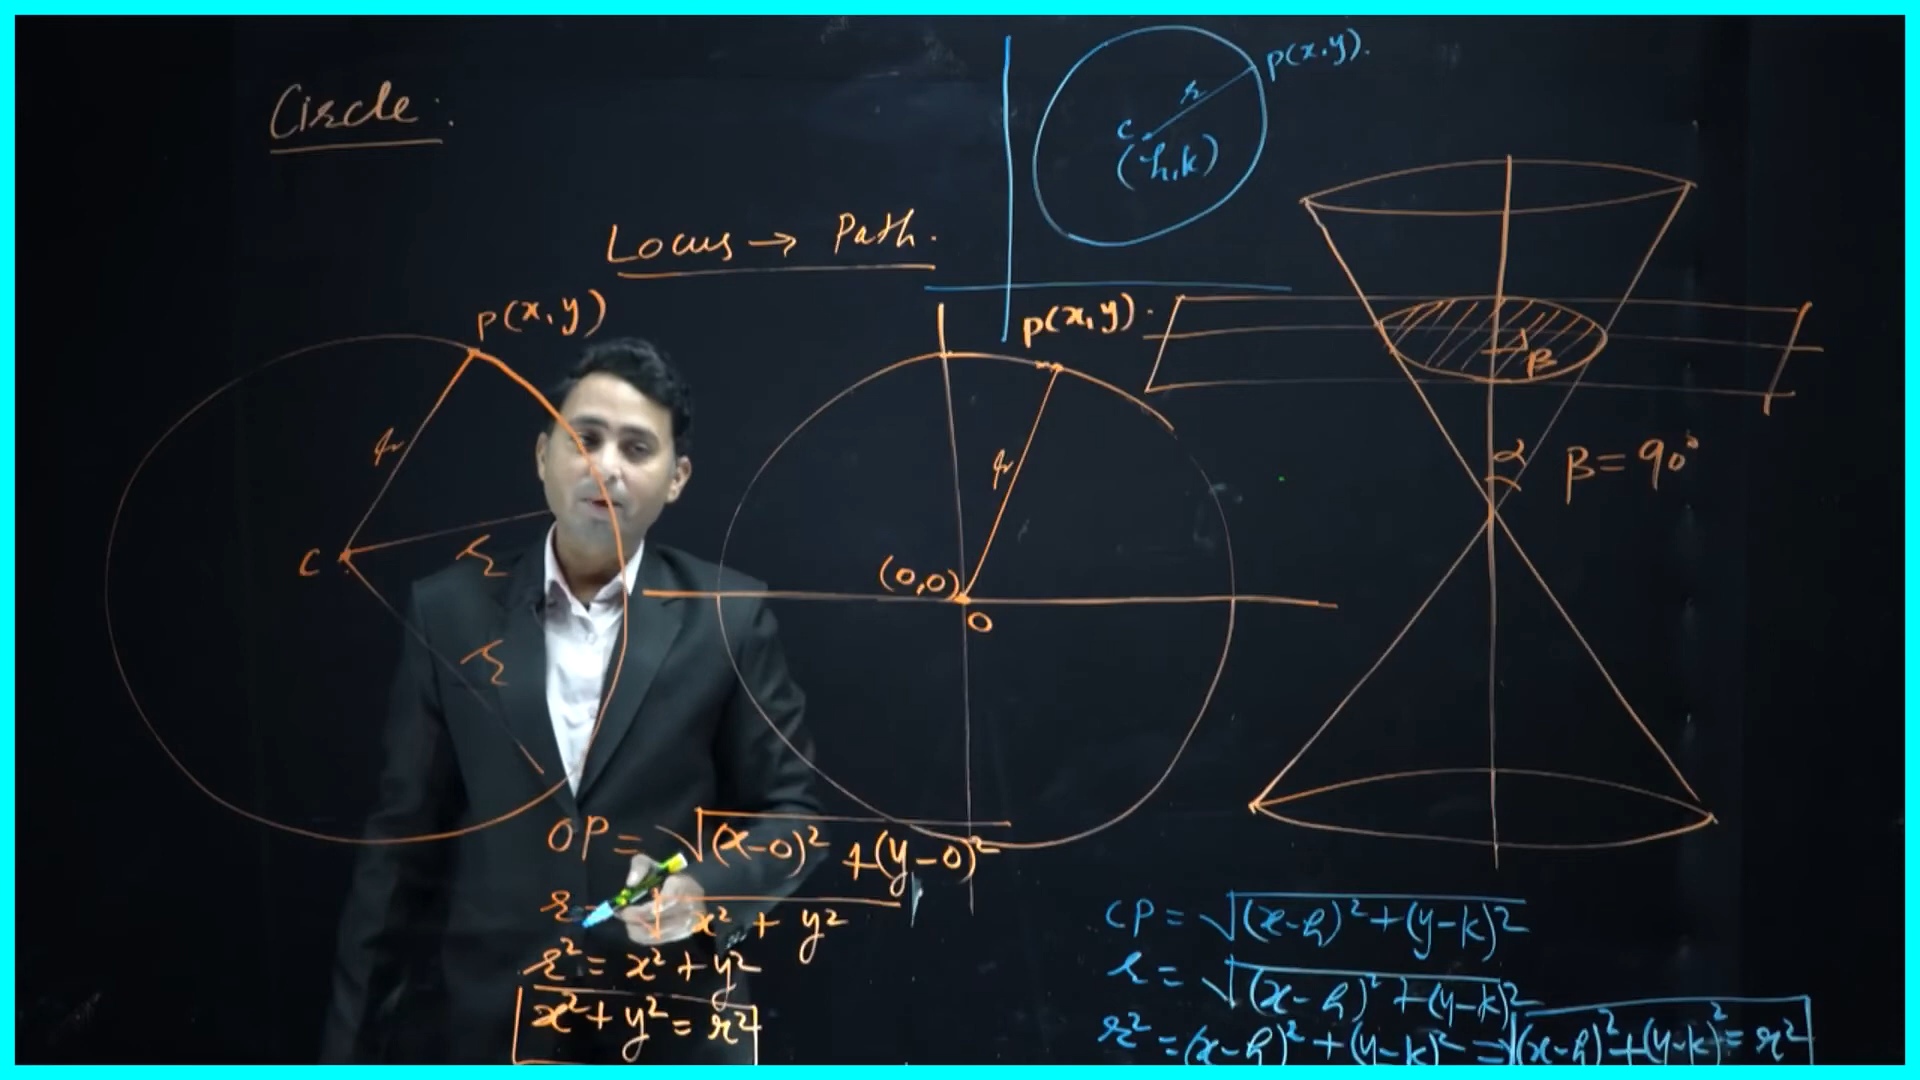 Circle:
P(x,y).
r
C
(h,k)
Locus → Path.
P(x,y)
r
C
r
r
P(x,y).
r
(0,0)
O
β
α
β=90°
OP = √(x-0)² + (y-0)²
r = √x² + y²
r² = x² + y²
x² + y² = r²
CP = √(x-h)² + (y-k)²
r = √(x-h)² + (y-k)²
r² = (x-h)² + (y-k)² = (x-h)² + (y-k)² = r²